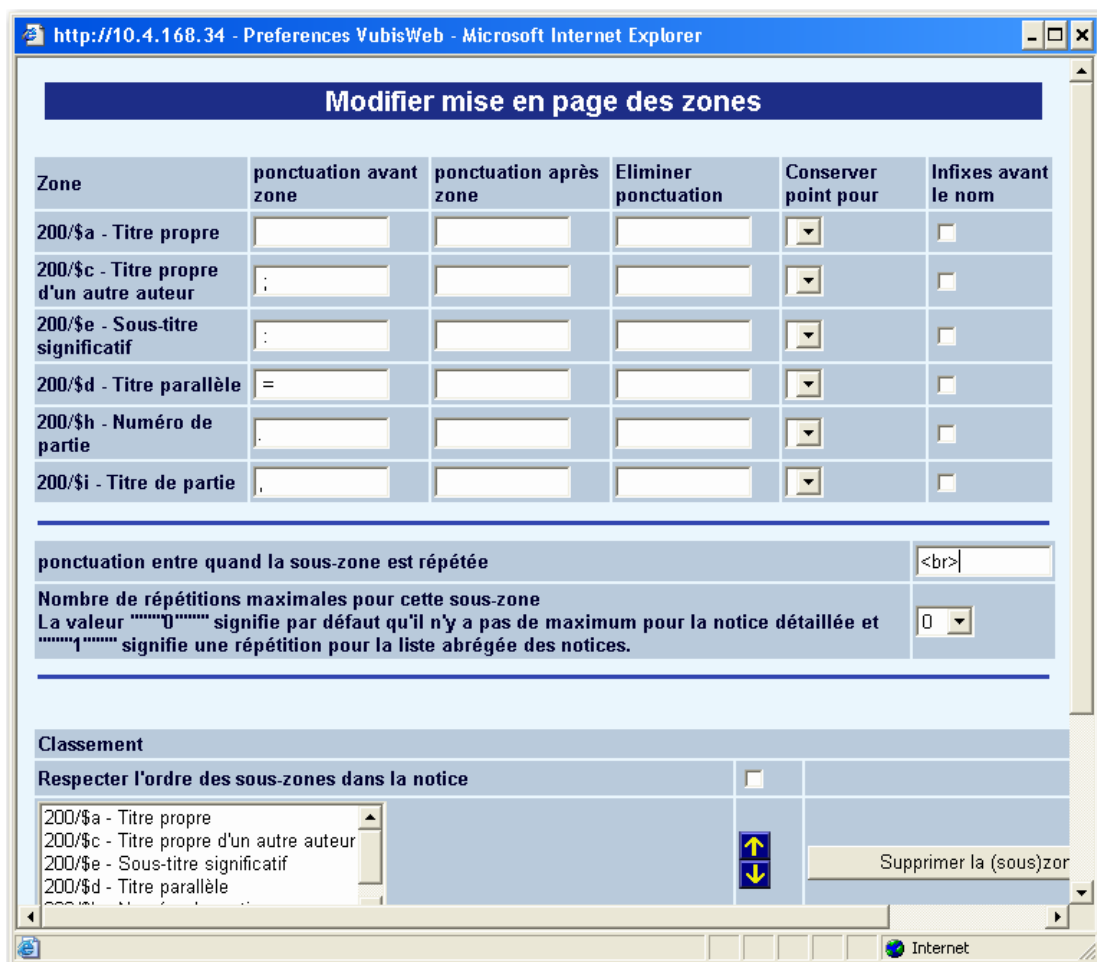 http://10.4.168.34 - Preferences VubisWeb - Microsoft Internet Explorer
Modifier mise en page des zones
Zone ponctuation avant zone ponctuation après zone Eliminer ponctuation Conserver point pour Infixes avant le nom
200/$a - Titre propre
200/$c - Titre propre d'un autre auteur ;
200/$e - Sous-titre significatif :
200/$d - Titre parallèle =
200/$h - Numéro de partie .
200/$i - Titre de partie ,
ponctuation entre quand la sous-zone est répétée <br>
Nombre de répétitions maximales pour cette sous-zone
La valeur """"0"""" signifie par défaut qu'il n'y a pas de maximum pour la notice détaillée et
""""1"""" signifie une répétition pour la liste abrégée des notices.
0
Classement
Respecter l'ordre des sous-zones dans la notice
200/$a - Titre propre
200/$c - Titre propre d'un autre auteur
200/$e - Sous-titre significatif
200/$d - Titre parallèle
Supprimer la (sous)zon
Internet